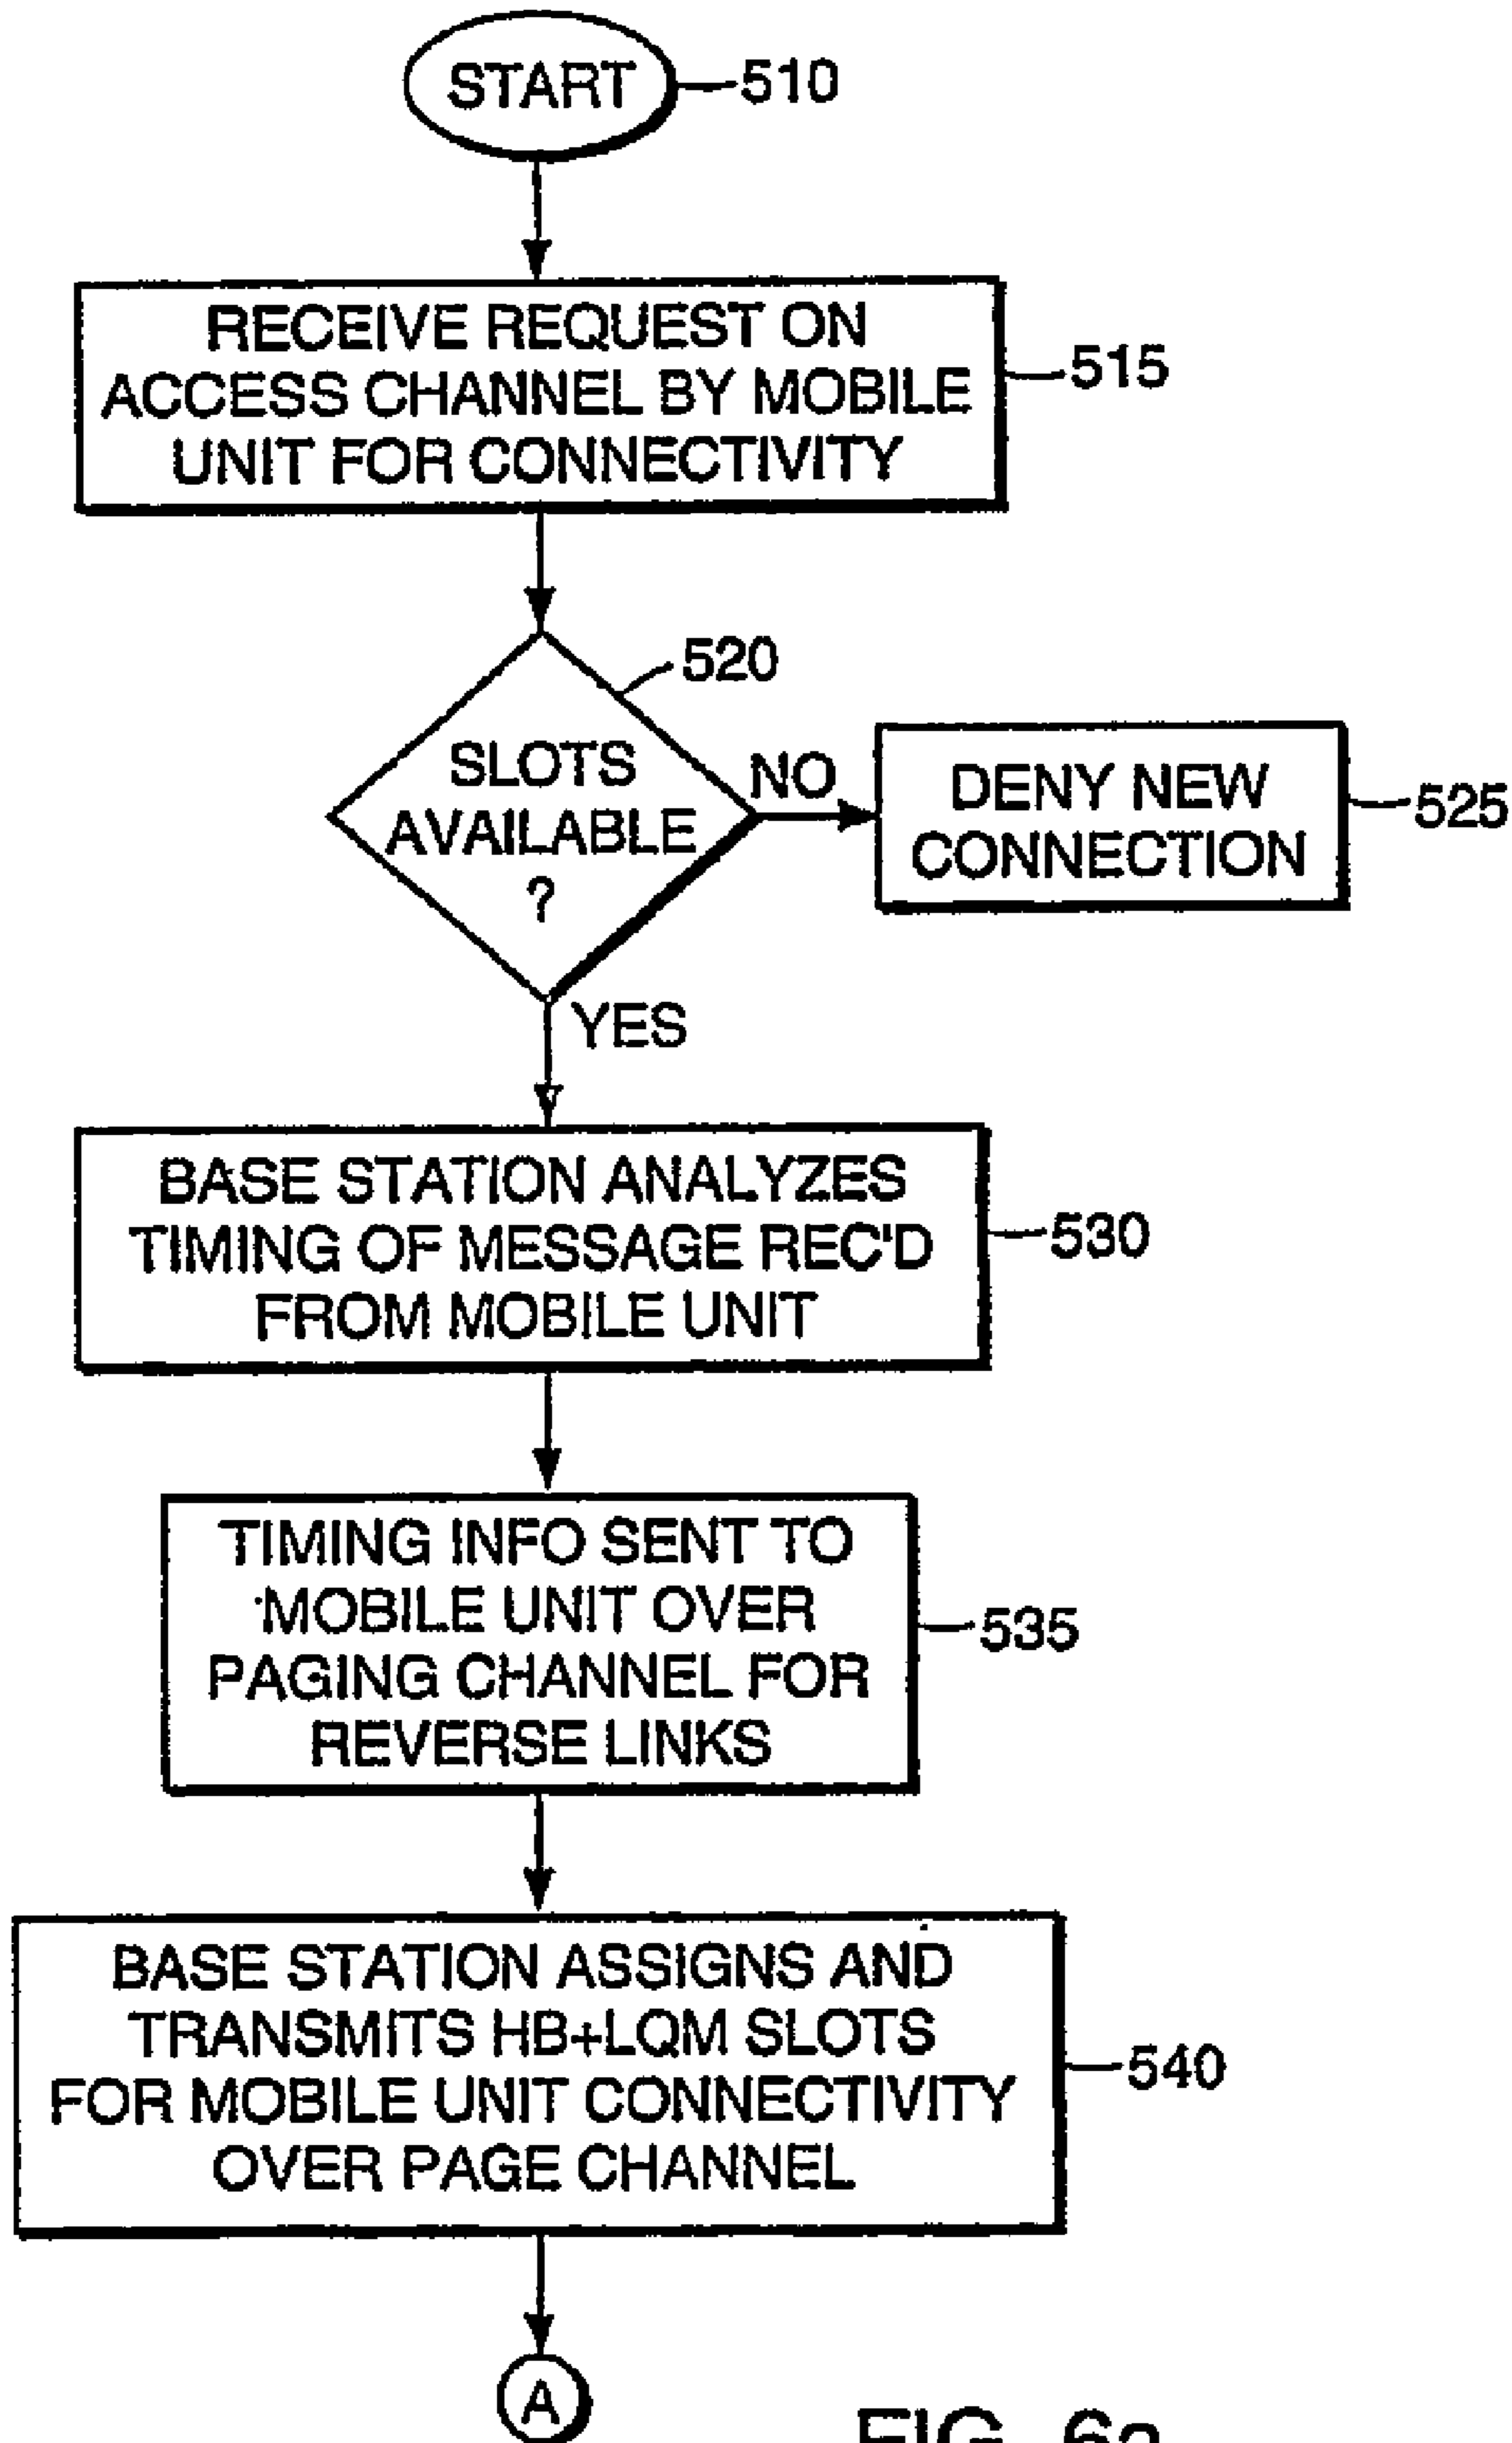 START
510
RECEIVE REQUEST ON
ACCESS CHANNEL BY MOBILE
UNIT FOR CONNECTIVITY
515
520
SLOTS
AVAILABLE
?
NO
DENY NEW
CONNECTION
525
YES
BASE STATION ANALYZES
TIMING OF MESSAGE REC'D
FROM MOBILE UNIT
530
TIMING INFO SENT TO
MOBILE UNIT OVER
PAGING CHANNEL FOR
REVERSE LINKS
535
BASE STATION ASSIGNS AND
TRANSMITS HB+LQM SLOTS
FOR MOBILE UNIT CONNECTIVITY
OVER PAGE CHANNEL
540
A
FIG. 6a